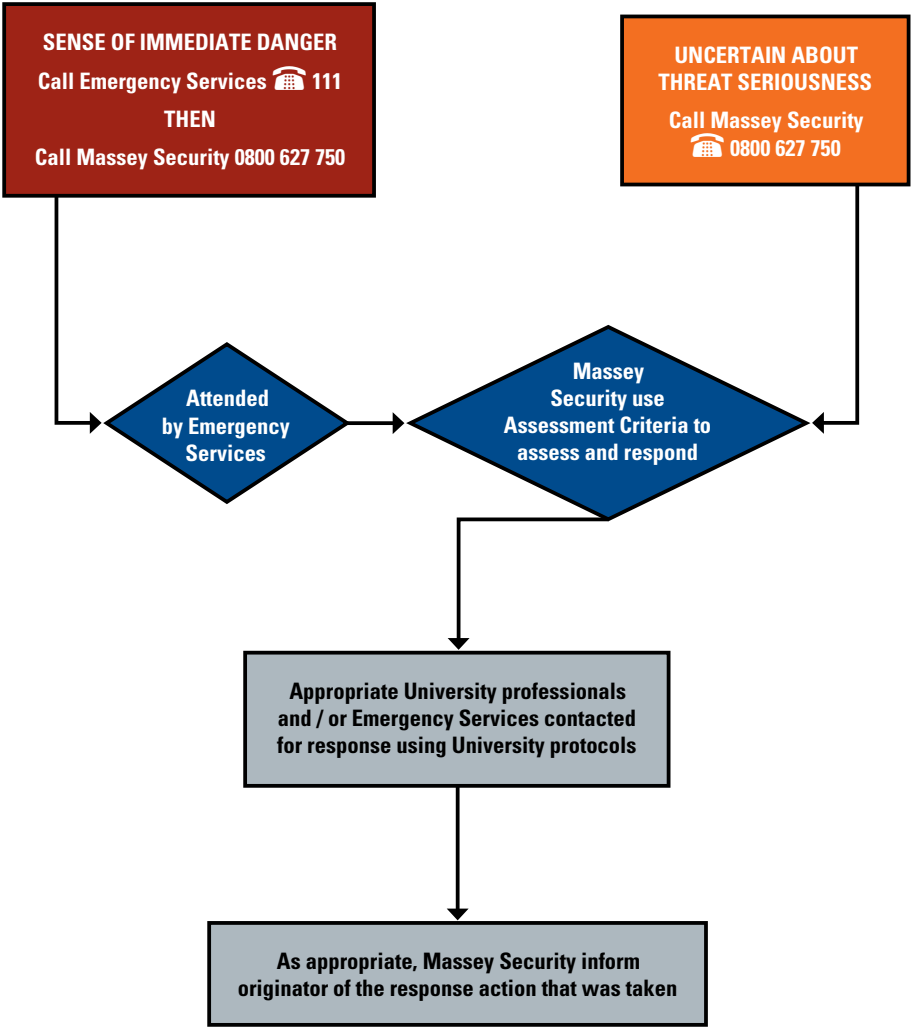 SENSE OF IMMEDIATE DANGER
Call Emergency Services 111
THEN
Call Massey Security 0800 627 750
UNCERTAIN ABOUT
THREAT SERIOUSNESS
Call Massey Security
0800 627 750
Attended
by Emergency
Services
Massey
Security use
Assessment Criteria to
assess and respond
Appropriate University professionals
and / or Emergency Services contacted
for response using University protocols
As appropriate, Massey Security inform
originator of the response action that was taken